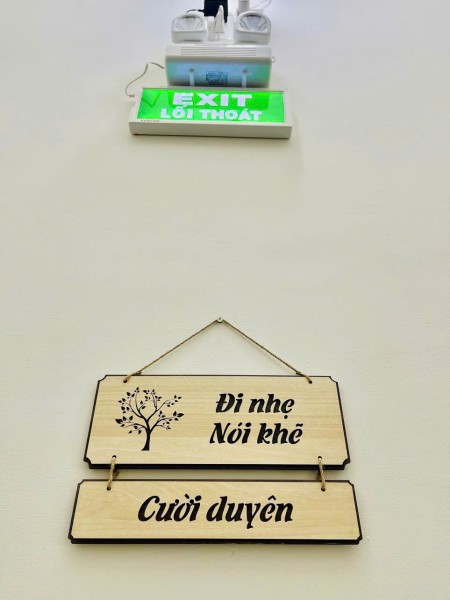 EXIT
LỐI THOÁT
Đi nhẹ
Nói khẽ
Cười duyên